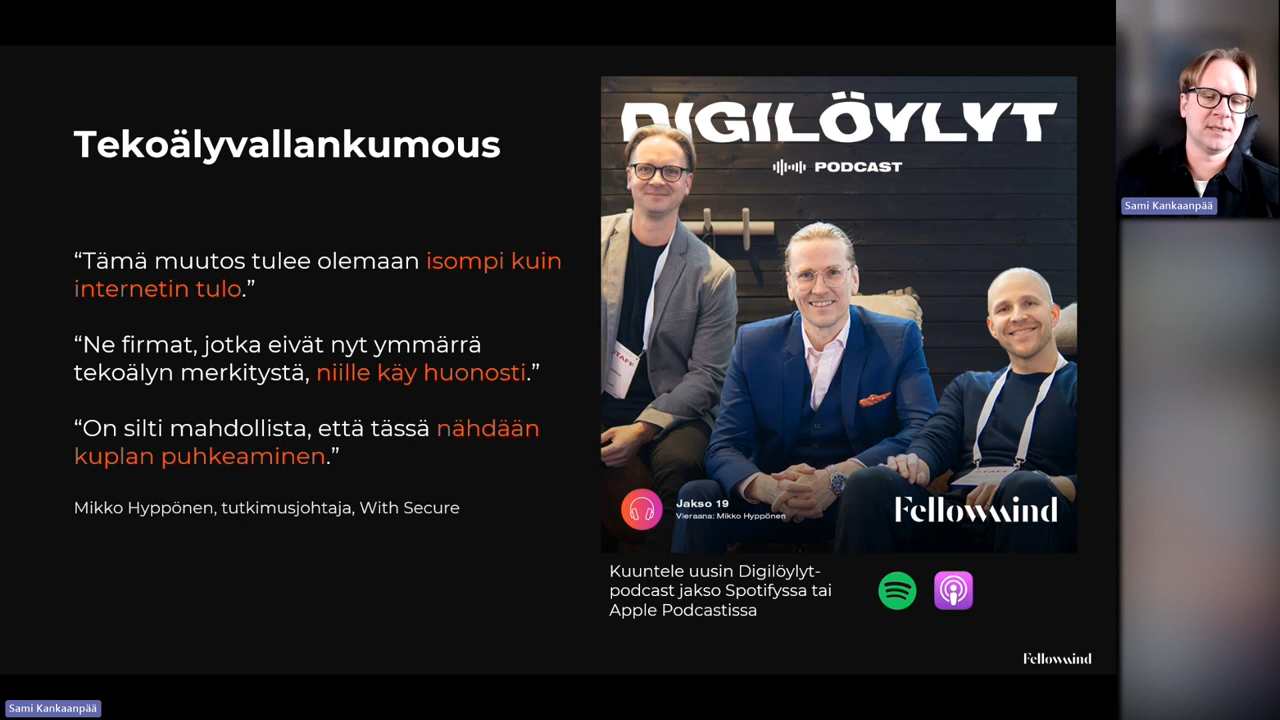 Tekoälyvallankumous
“Tämä muutos tulee olemaan isompi kuin
internetin tulo.”
“Ne firmat, jotka eivät nyt ymmärrä
tekoälyn merkitystä, niille käy huonosti.”
“On silti mahdollista, että tässä nähdään
kuplan puhkeaminen.”
Mikko Hyppönen, tutkimusjohtaja, With Secure
DIGILÖYLYT
PODCAST
STAFF
STAFF
Jakso 19
Vieraana: Mikko Hyppönen
Fellowmind
Kuuntele uusin Digilöylyt-
podcast jakso Spotifyssa tai
Apple Podcastissa
Fellowmind
Sami Kankaanpää
Sami Kankaanpää